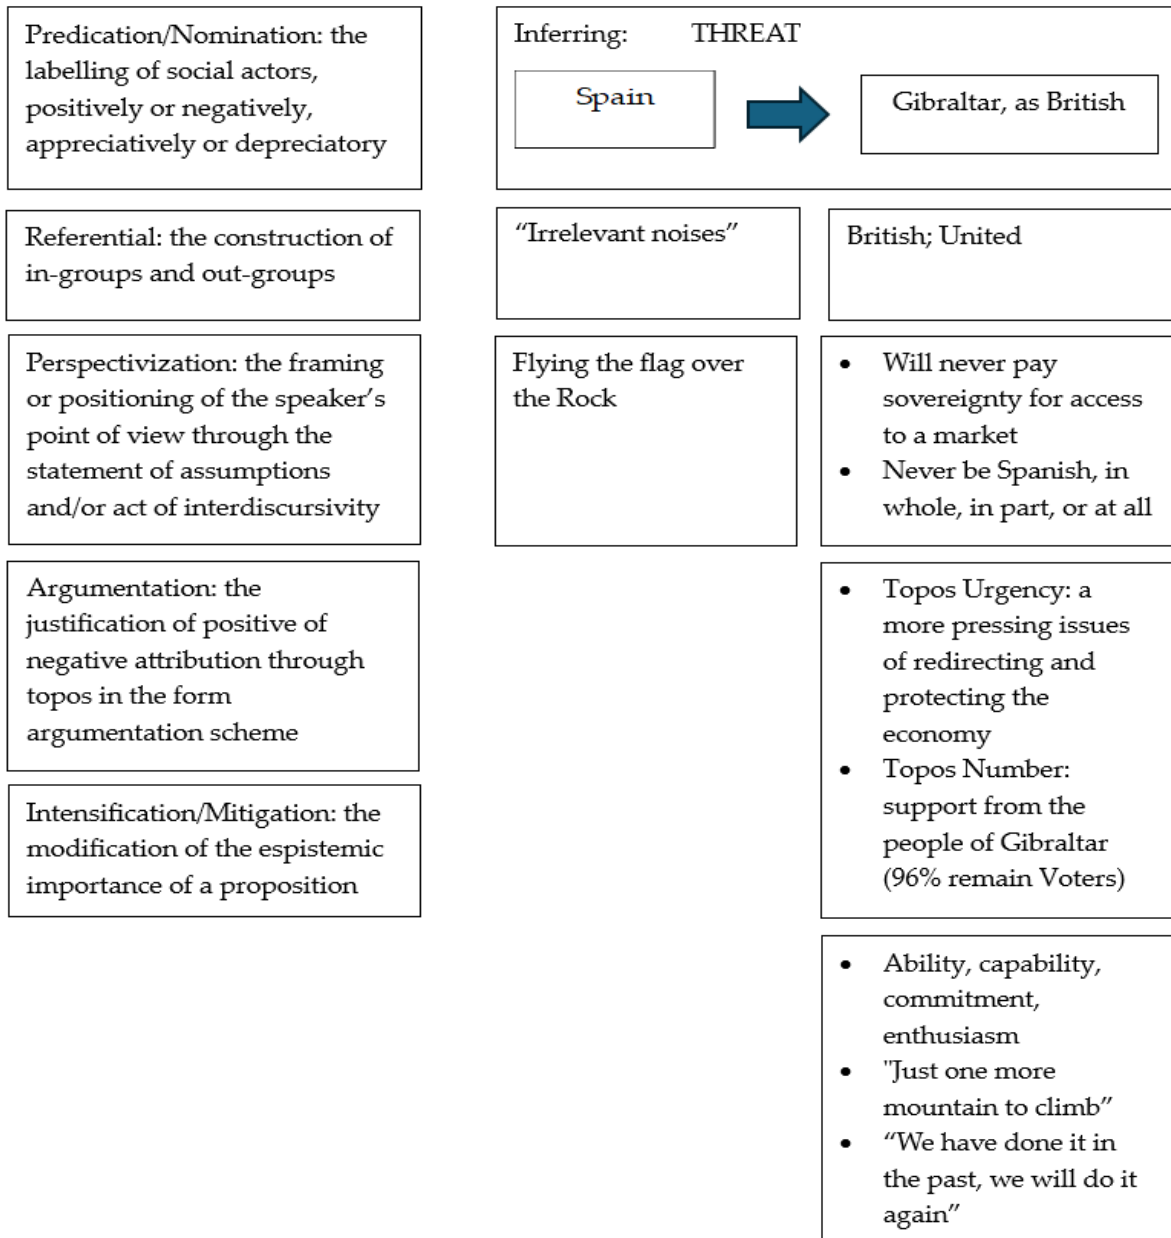 Predication/Nomination: the
labelling of social actors,
positively or negatively,
appreciatively or depreciatory
Inferring: THREAT
Spain
Gibraltar, as British
Referential: the construction of
in-groups and out-groups
“Irrelevant noises”
British; United
Perspectivization: the framing
or positioning of the speaker’s
point of view through the
statement of assumptions
and/or act of interdiscursivity
Flying the flag over
the Rock
• Will never pay
sovereignty for access
to a market
• Never be Spanish, in
whole, in part, or at all
Argumentation: the
justification of positive of
negative attribution through
topos in the form
argumentation scheme
• Topos Urgency: a
more pressing issues
of redirecting and
protecting the
economy
• Topos Number:
support from the
people of Gibraltar
(96% remain Voters)
Intensification/Mitigation: the
modification of the espistemic
importance of a proposition
• Ability, capability,
commitment,
enthusiasm
• "Just one more
mountain to climb”
• “We have done it in
the past, we will do it
again”